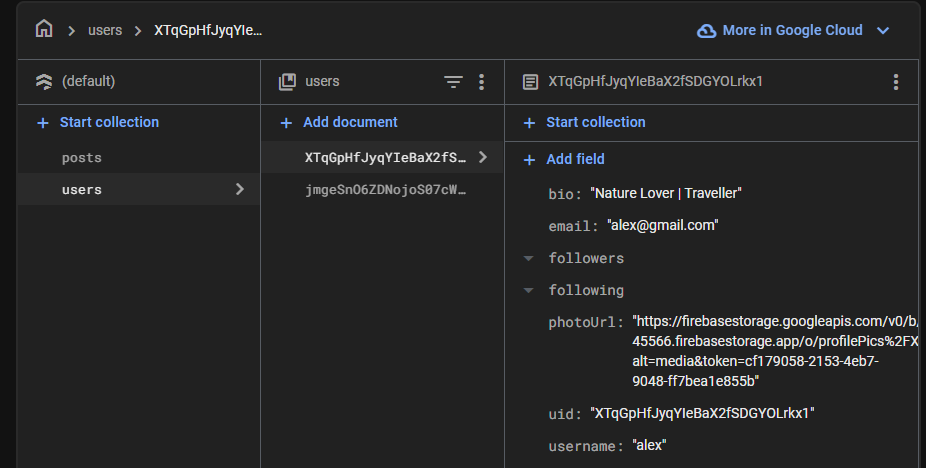 users
XTqGpHfJyqYIe…
More in Google Cloud
(default)
users
XTqGpHfJyqYIeBaX2fSDGYOLrkx1
+ Start collection
+ Add document
+ Start collection
posts
users
XTqGpHfJyqYIeBaX2fS…
jmgeSnO6ZDNojoS07cW…
+ Add field
bio: "Nature Lover | Traveller"
email: "alex@gmail.com"
followers
following
photoUrl: "https://firebasestorage.googleapis.com/v0/b/
45566.firebasestorage.app/o/profilePics%2FX
alt=media&token=cf179058-2153-4eb7-
9048-ff7bea1e855b"
uid: "XTqGpHfJyqYIeBaX2fSDGYOLrkx1"
username: "alex"